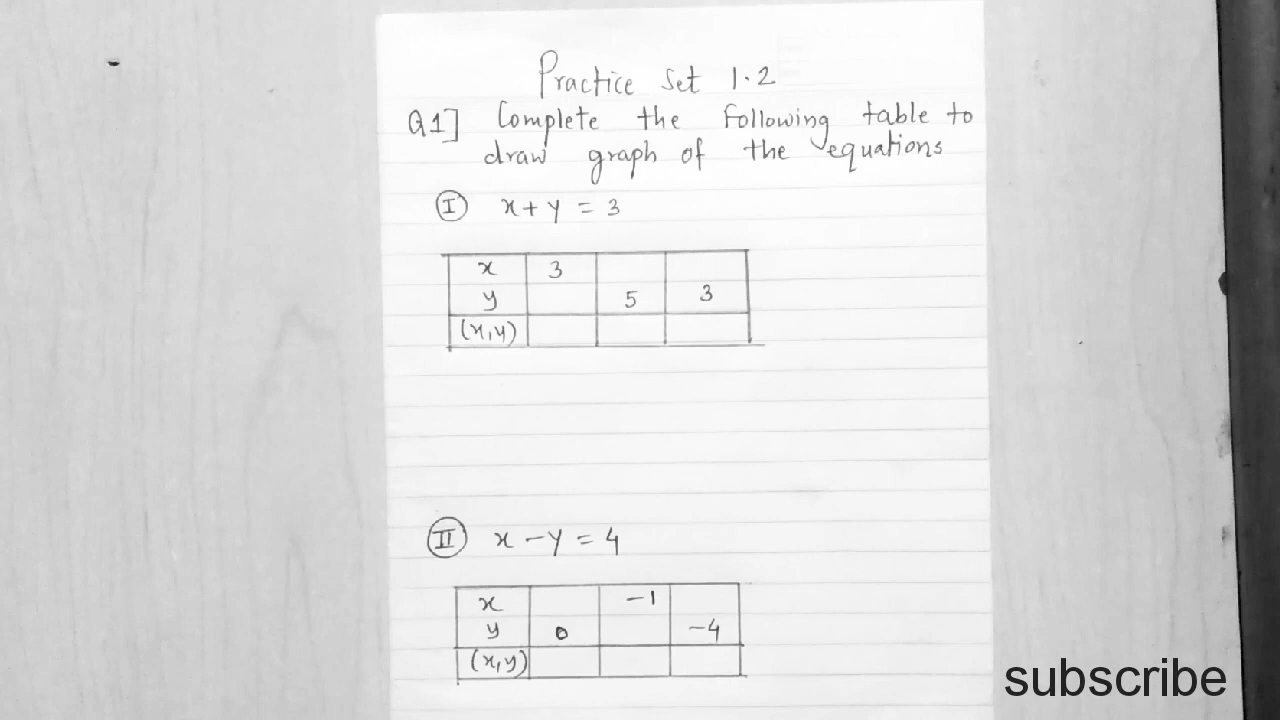 Practice Set 1.2
Q1] Complete the following table to
draw graph of the equations
I x + y = 3
x 3
y 5 3
(x,y)
II x - y = 4
x -1
y 0 -4
(x,y)
subscribe